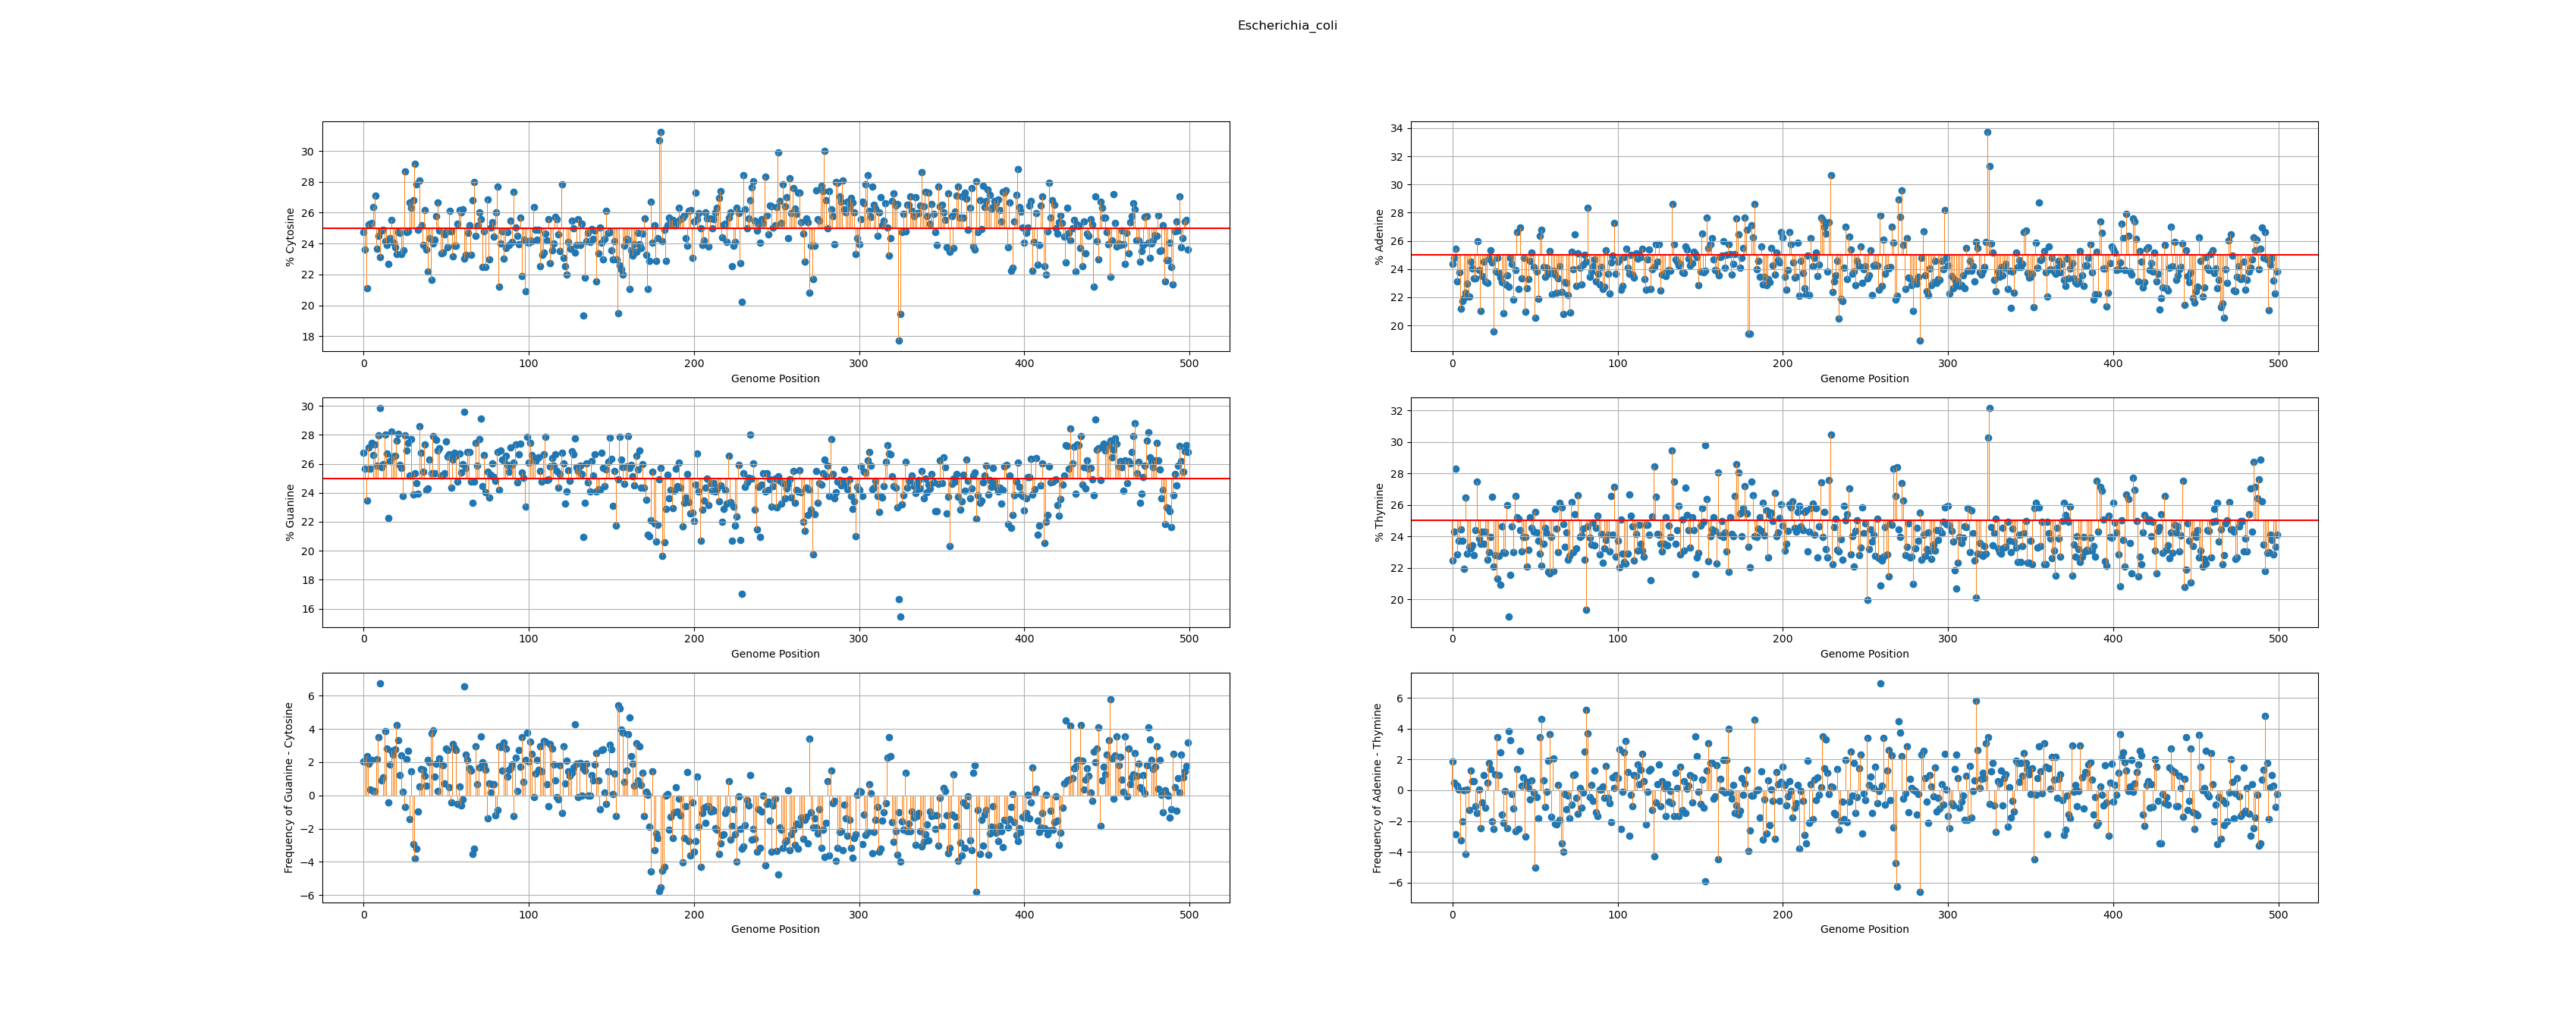 Escherichia_coli
% Cytosine
30
28
26
24
22
20
18
0 100 200 300 400 500
Genome Position
% Adenine
34
32
30
28
26
24
22
20
0 100 200 300 400 500
Genome Position
% Guanine
30
28
26
24
22
20
18
16
0 100 200 300 400 500
Genome Position
% Thymine
32
30
28
26
24
22
20
0 100 200 300 400 500
Genome Position
Frequency of Guanine - Cytosine
6
4
2
0
−2
−4
−6
0 100 200 300 400 500
Genome Position
Frequency of Adenine - Thymine
6
4
2
0
−2
−4
−6
0 100 200 300 400 500
Genome Position